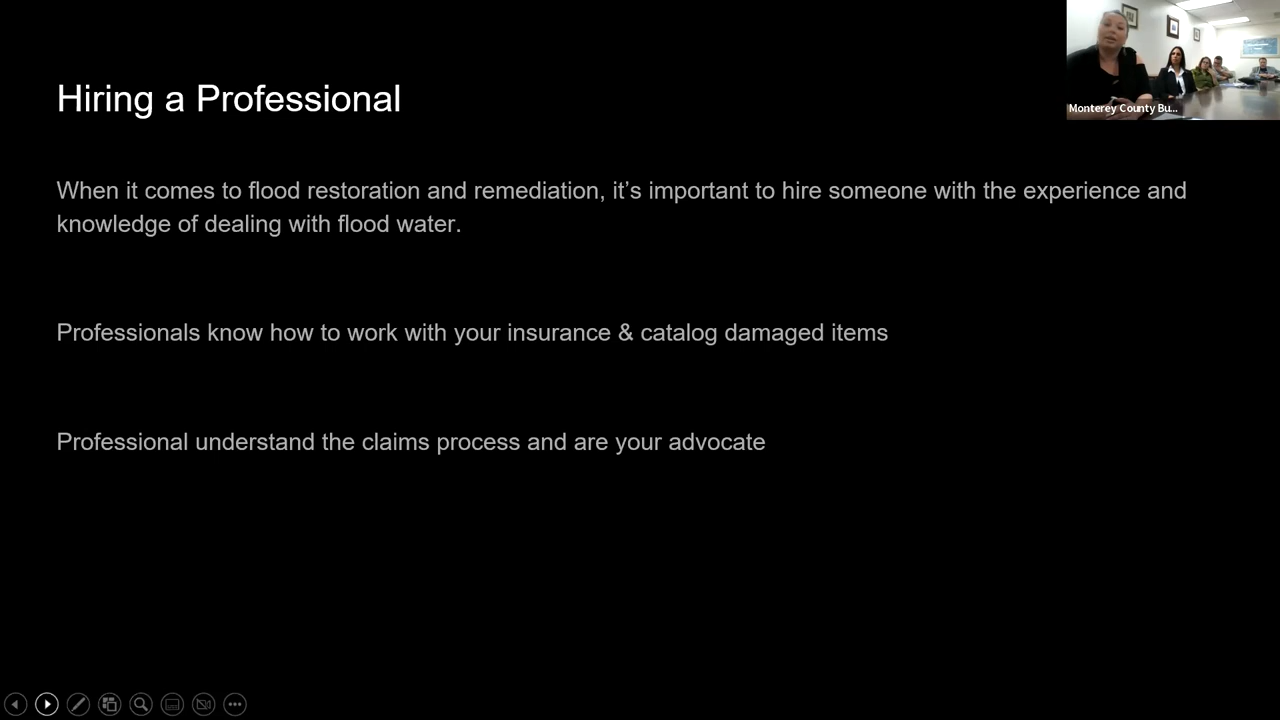 Hiring a Professional
When it comes to flood restoration and remediation, it’s important to hire someone with the experience and
knowledge of dealing with flood water.
Professionals know how to work with your insurance & catalog damaged items
Professional understand the claims process and are your advocate
Monterey County Bu...